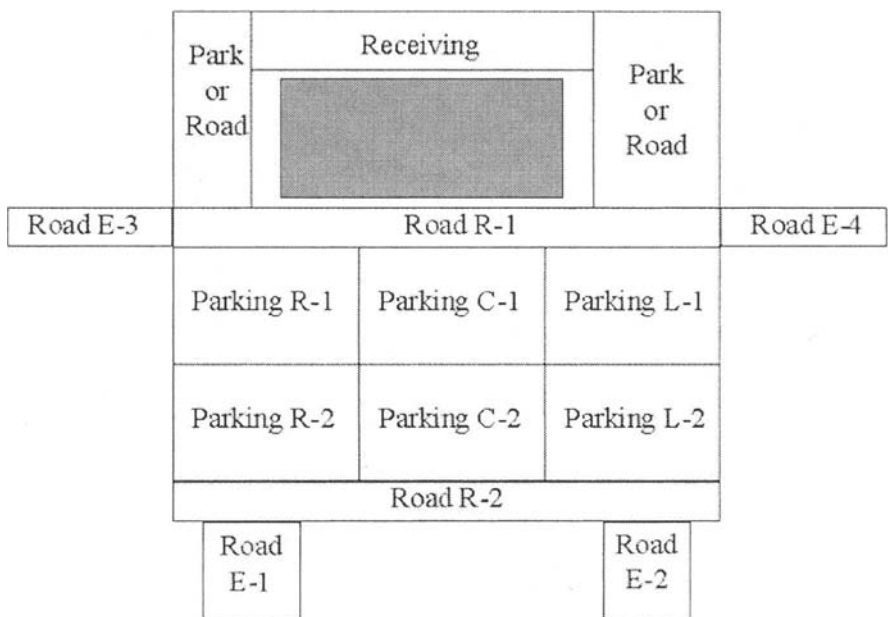 Park
or
Road
Receiving
Park
or
Road
Road E-3
Road R-1
Road E-4
Parking R-1
Parking C-1
Parking L-1
Parking R-2
Parking C-2
Parking L-2
Road R-2
Road
E-1
Road
E-2